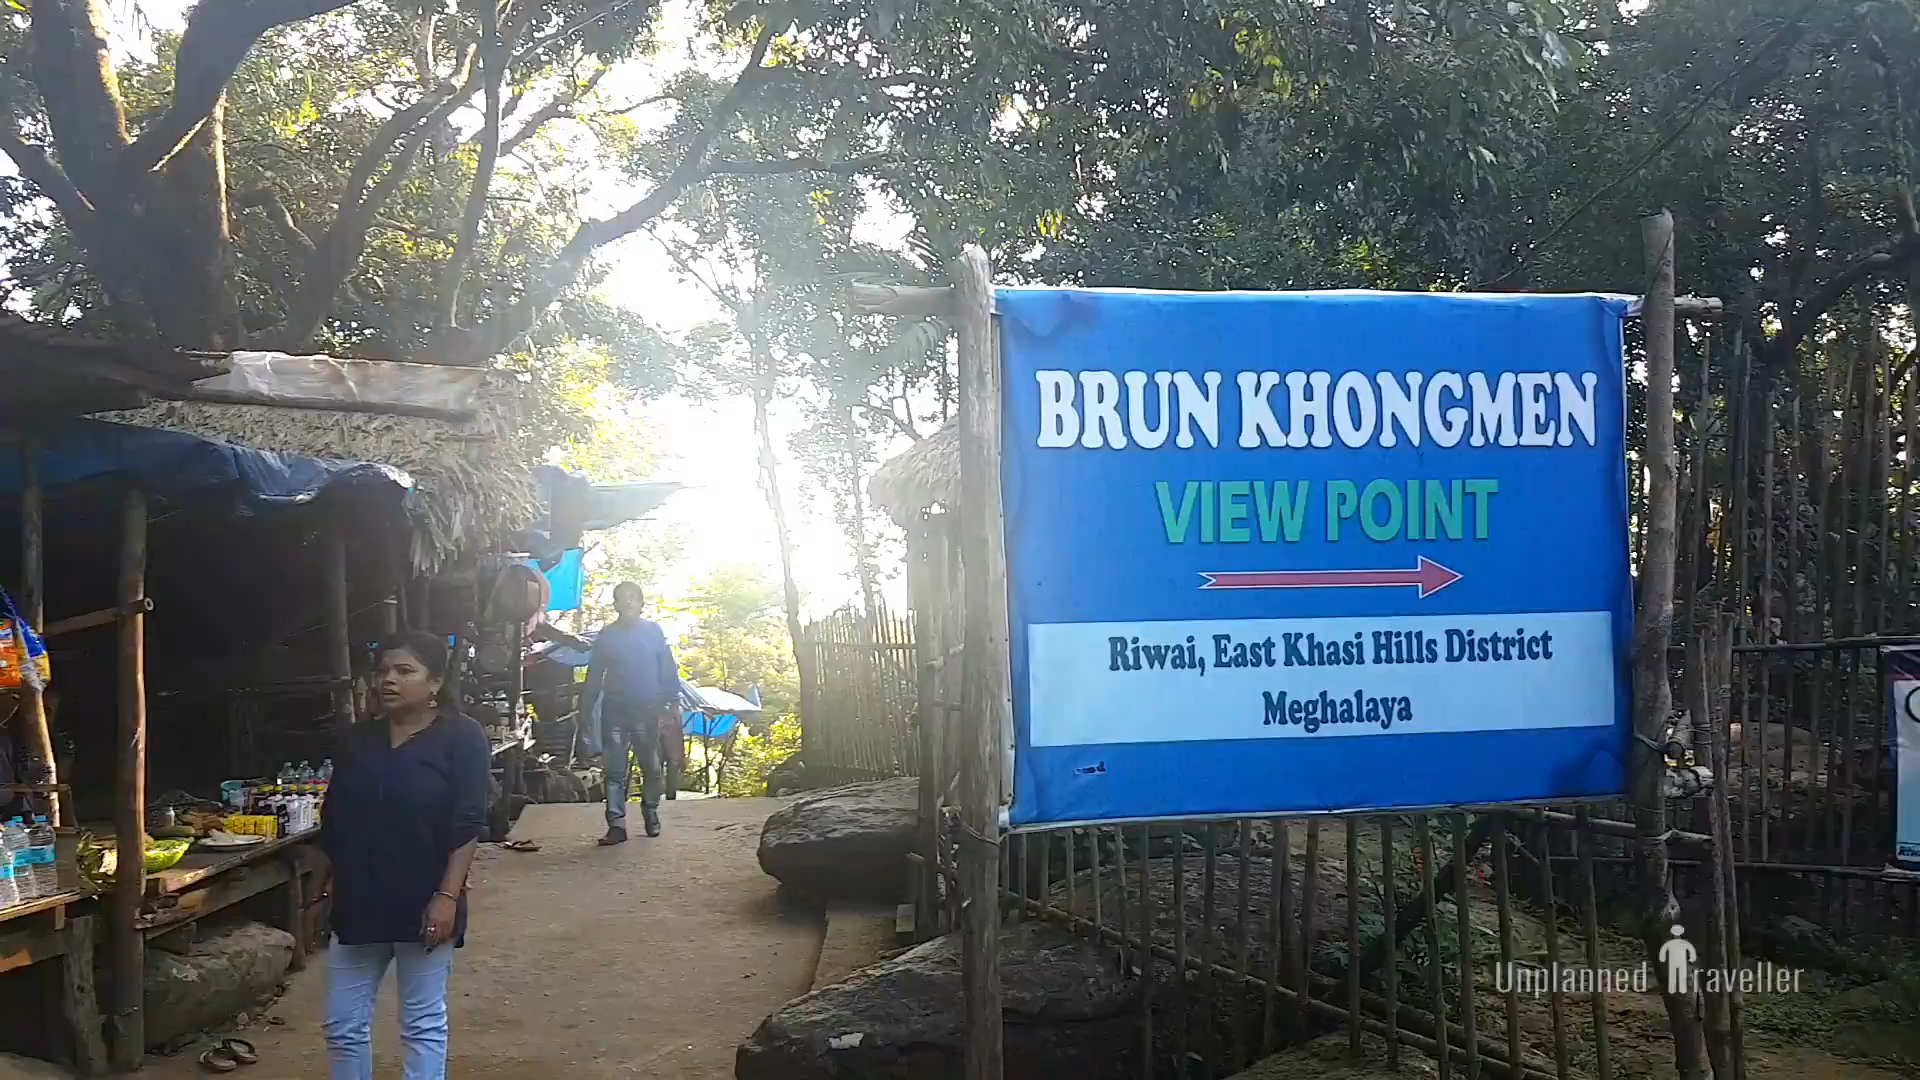 BRUN KHONGMEN
VIEW POINT
Riwai, East Khasi Hills District
Meghalaya
Unplanned Traveller